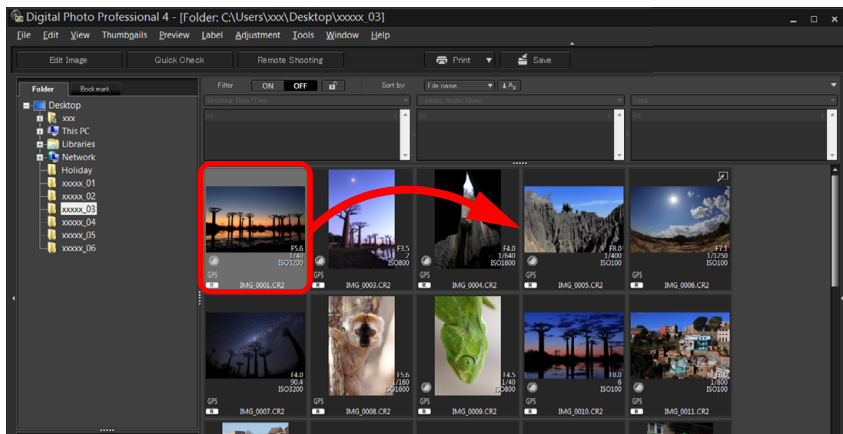 Digital Photo Professional 4 - [Folder: C:\Users\xxx\Desktop\xxxxx_03]
File Edit View Thumbnails Preview Label Adjustment Tools Window Help
Edit Image Quick Check Remote Shooting Print Save
Folder Bookmark
Filter ON OFF Sort by: File name
Shooting Date/Time Camera Model Name Lens
All All All
Desktop
xxx
This PC
Libraries
Network
Holiday
xxxxx_01
xxxxx_02
xxxxx_03
xxxxx_04
xxxxx_05
xxxxx_06
F5.6
1/40
ISO3200
GPS
R IMG_0001.CR2
F3.5
2
ISO800
GPS
R IMG_0003.CR2
F4.0
1/640
ISO1600
GPS
R IMG_0004.CR2
F8.0
1/400
ISO100
GPS
R IMG_0005.CR2
F7.1
1/1250
ISO100
GPS
R IMG_0006.CR2
F4.0
90.4
ISO3200
GPS
R IMG_0007.CR2
F5.6
1/160
ISO1600
GPS
R IMG_0008.CR2
F4.5
1/40
ISO800
GPS
R IMG_0009.CR2
F8.0
6
ISO100
GPS
R IMG_0010.CR2
F8.0
1/800
ISO100
GPS
R IMG_0011.CR2